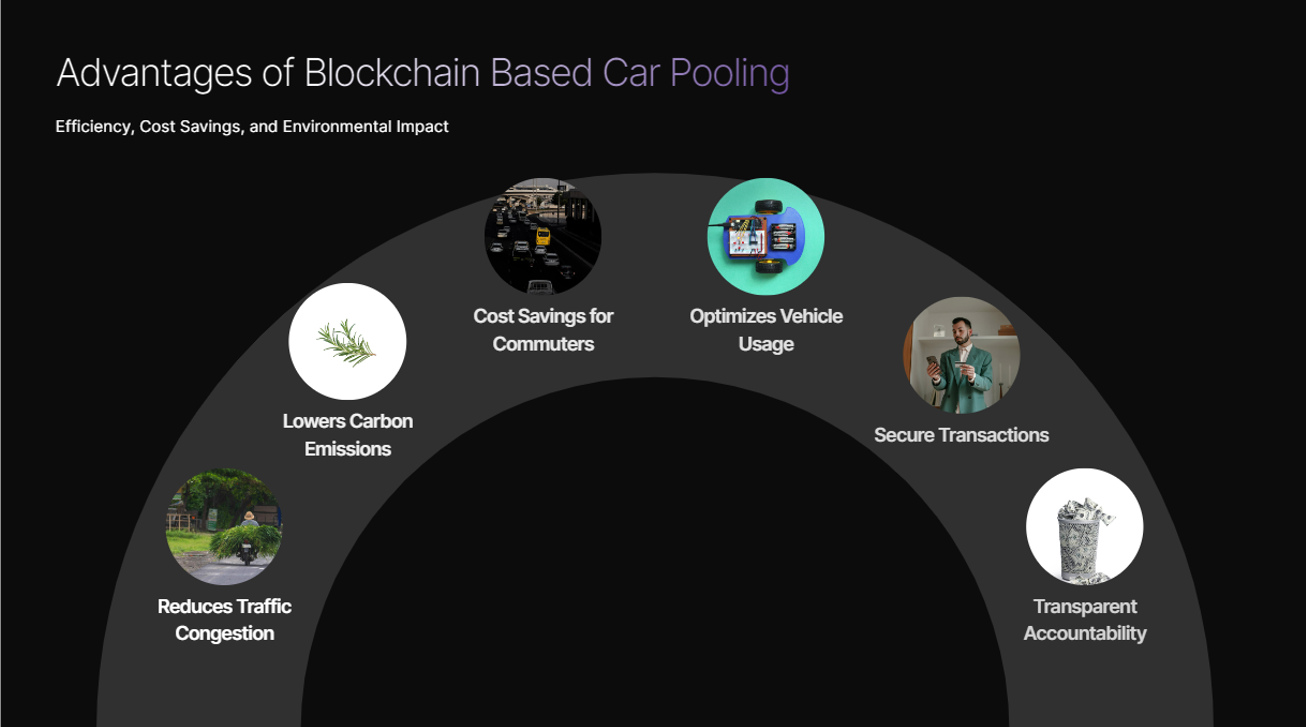 Advantages of Blockchain Based Car Pooling
Efficiency, Cost Savings, and Environmental Impact
Reduces Traffic
Congestion
Lowers Carbon
Emissions
Cost Savings for
Commuters
Optimizes Vehicle
Usage
Secure Transactions
Transparent
Accountability